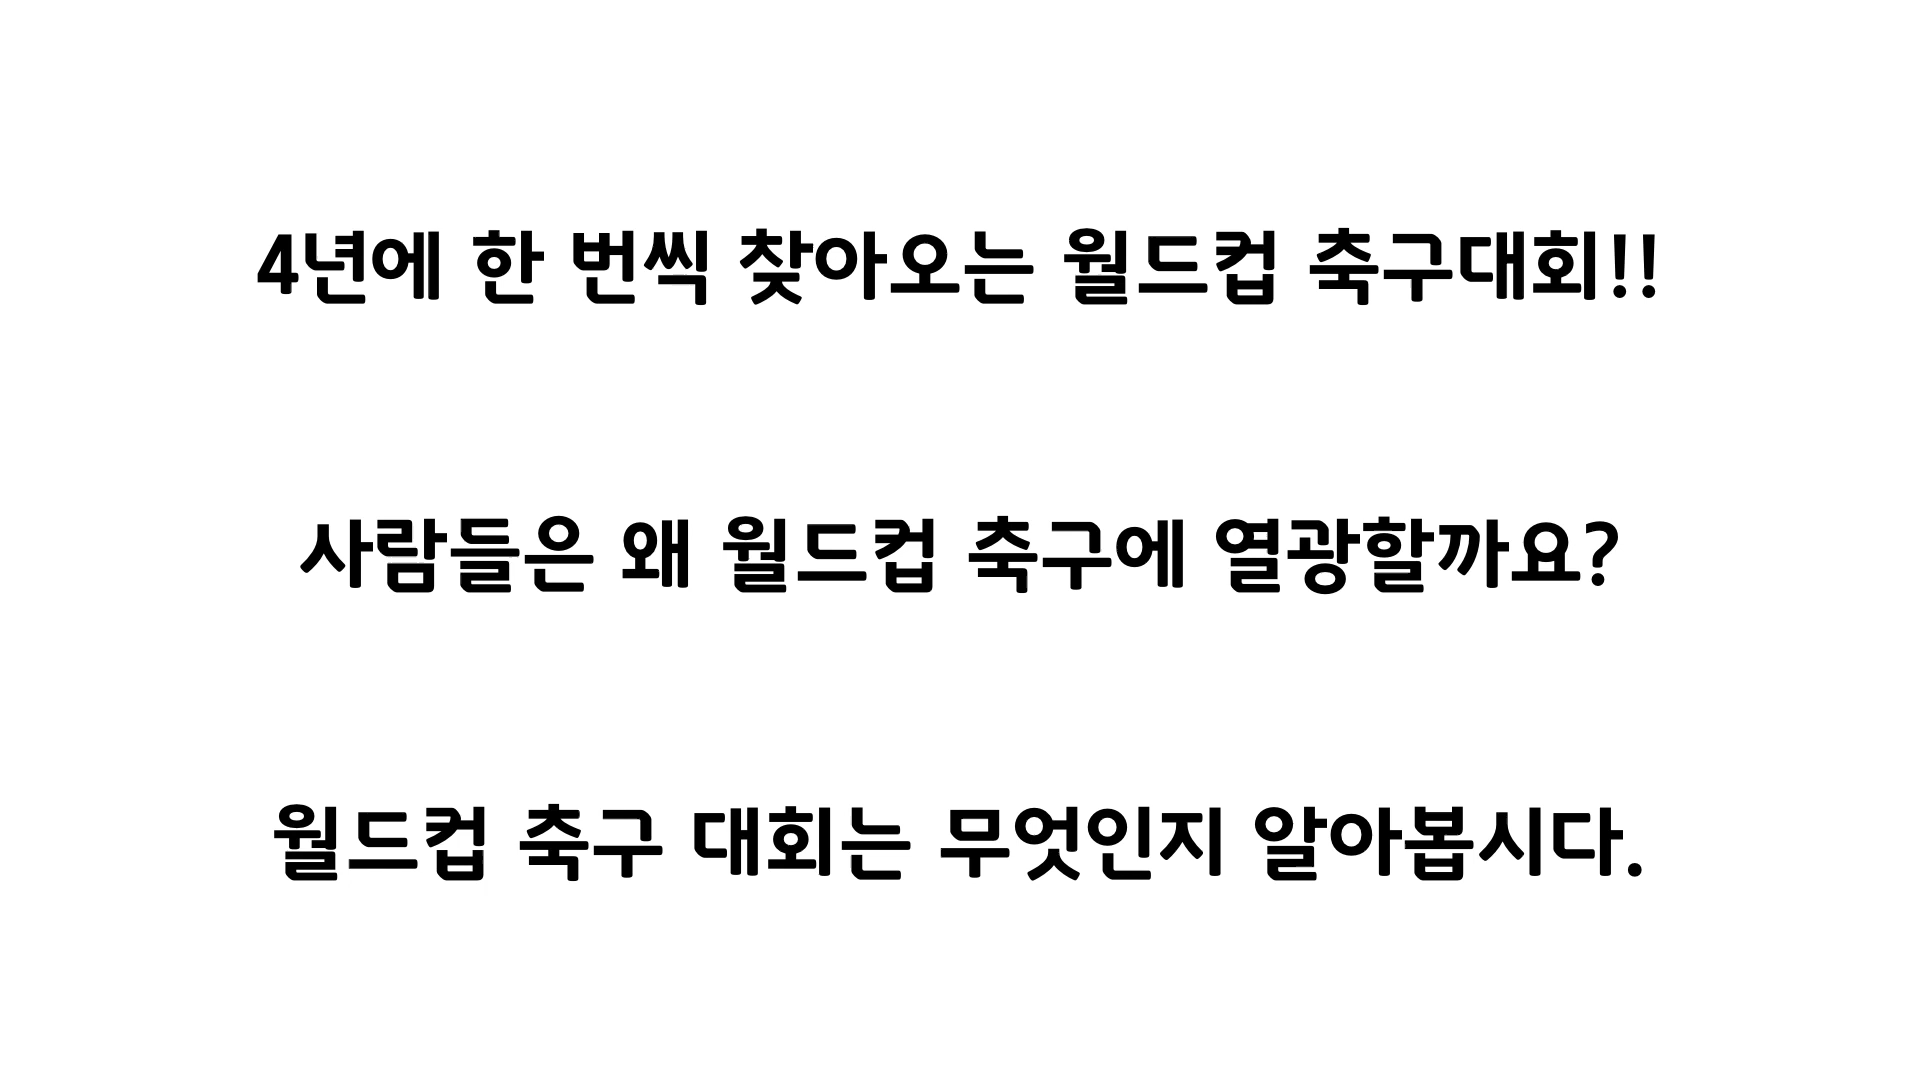 4년에 한 번씩 찾아오는 월드컵 축구대회!!
사람들은 왜 월드컵 축구에 열광할까요?
월드컵 축구 대회는 무엇인지 알아봅시다.